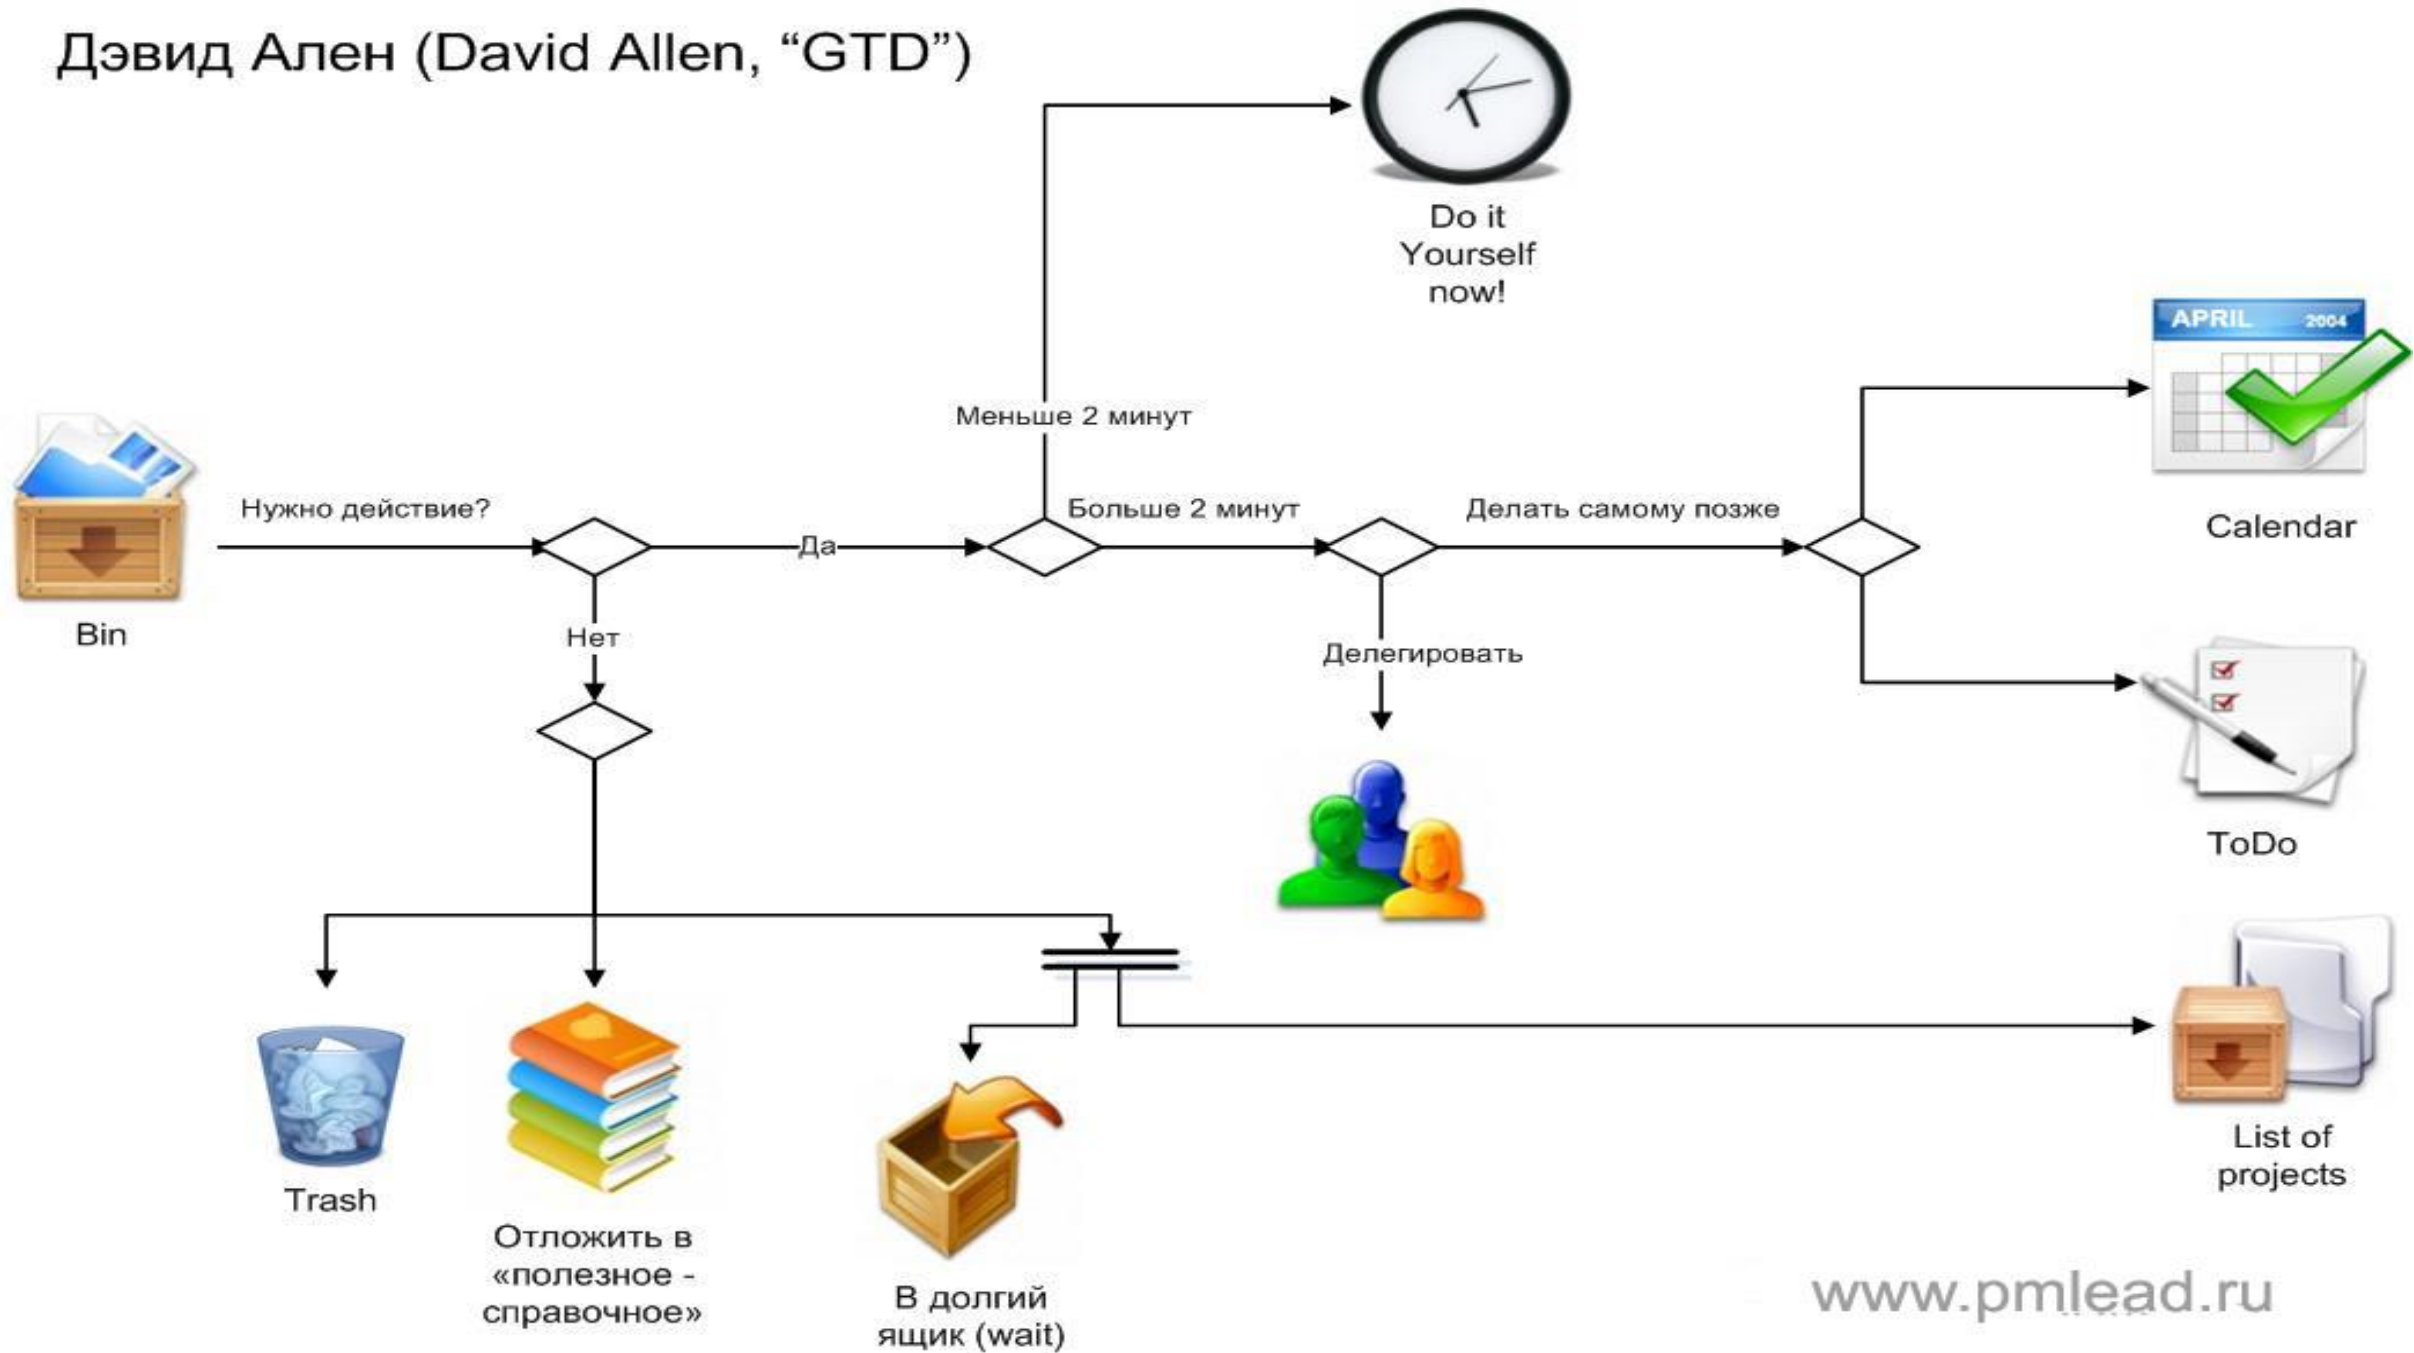 Дэвид Ален (David Allen, “GTD”)
Do it
Yourself
now!
APRIL 2004
Меньше 2 минут
Нужно действие?
Больше 2 минут
Делать самому позже
Calendar
Да
Bin
Нет
Делегировать
ToDo
List of
projects
Trash
Отложить в
«полезное -
справочное»
В долгий
ящик (wait)
www.pmlead.ru